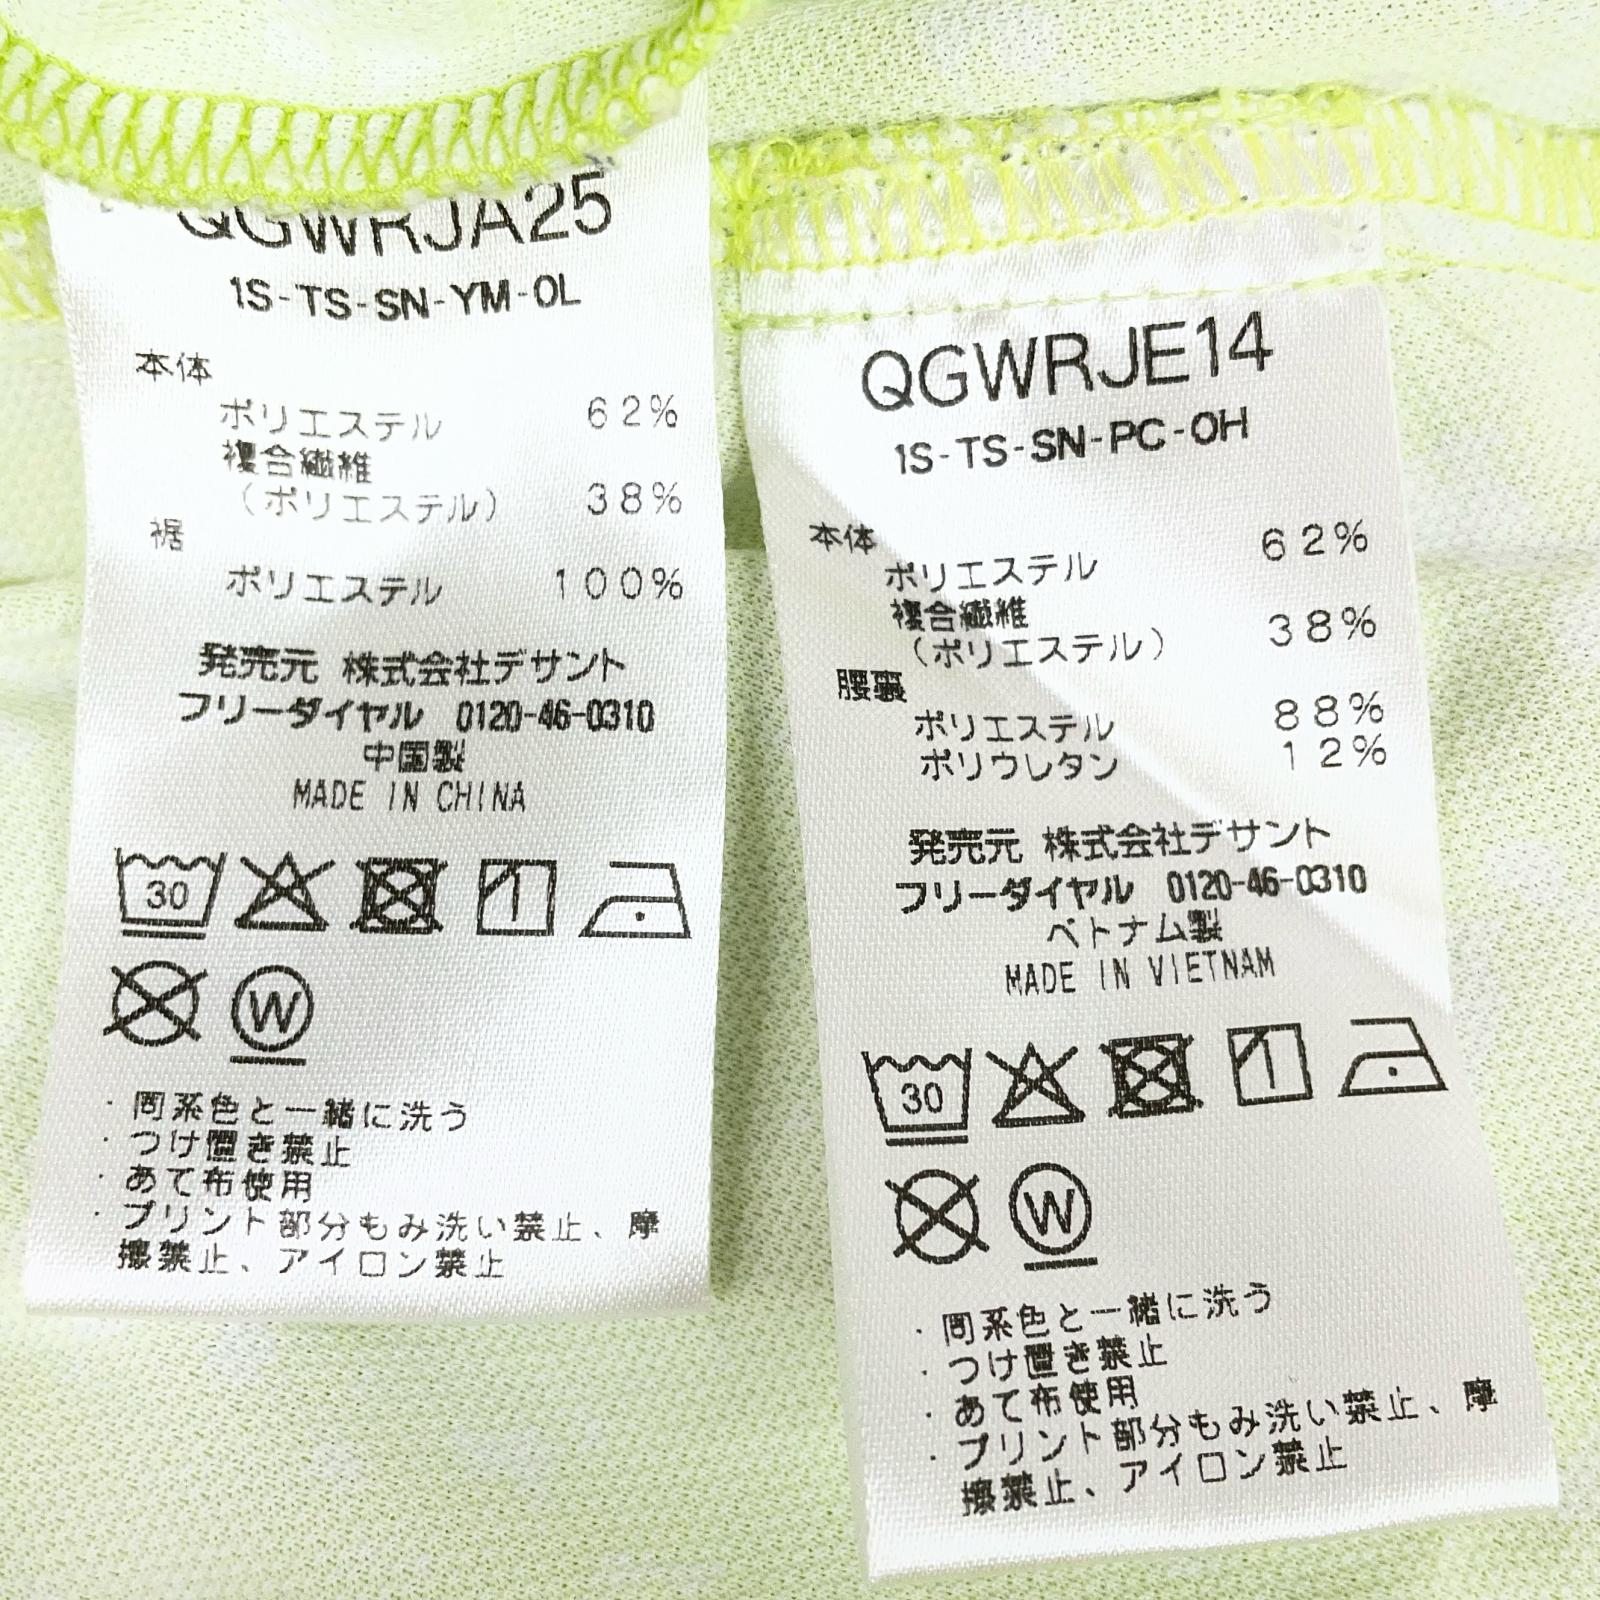 QGWRJA25
1S-TS-SN-YM-OL
本体
ポリエステル 62%
複合繊維
(ポリエステル) 38%
裾
ポリエステル 100%
発売元 株式会社デサント
フリーダイヤル 0120-46-0310
中国製
MADE IN CHINA
30
W
・同系色と一緒に洗う
・つけ置き禁止
・あて布使用
・プリント部分もみ洗い禁止、摩
擦禁止、アイロン禁止
QGWRJE14
1S-TS-SN-PC-OH
本体
ポリエステル 62%
複合繊維
(ポリエステル) 38%
腰裏
ポリエステル 88%
ポリウレタン 12%
発売元 株式会社デサント
フリーダイヤル 0120-46-0310
ベトナム製
MADE IN VIETNAM
30
W
・同系色と一緒に洗う
・つけ置き禁止
・あて布使用
・プリント部分もみ洗い禁止、摩
擦禁止、アイロン禁止